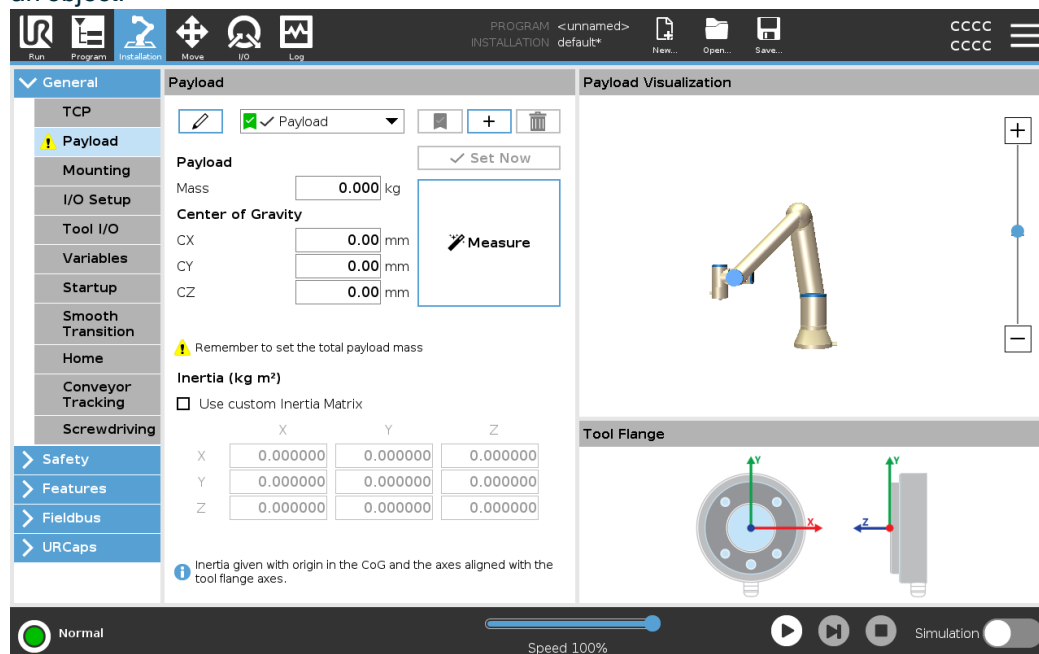 an object.
UR
PROGRAM <unnamed>
INSTALLATION default*
CCCC
CCCC
Run Program Installation Move I/O Log New... Open... Save...
General
TCP
Payload
Mounting
I/O Setup
Tool I/O
Variables
Startup
Smooth
Transition
Home
Conveyor
Tracking
Screwdriving
Safety
Features
Fieldbus
URCaps
Payload
Payload
Set Now
Payload
Mass 0.000 kg
Center of Gravity
CX 0.00 mm
CY 0.00 mm
CZ 0.00 mm
Measure
Remember to set the total payload mass
Inertia (kg m²)
Use custom Inertia Matrix
X Y Z
X 0.000000 0.000000 0.000000
Y 0.000000 0.000000 0.000000
Z 0.000000 0.000000 0.000000
Inertia given with origin in the CoG and the axes aligned with the
tool flange axes.
Payload Visualization
Tool Flange
Y Y
X Z
Normal
Speed 100%
Simulation